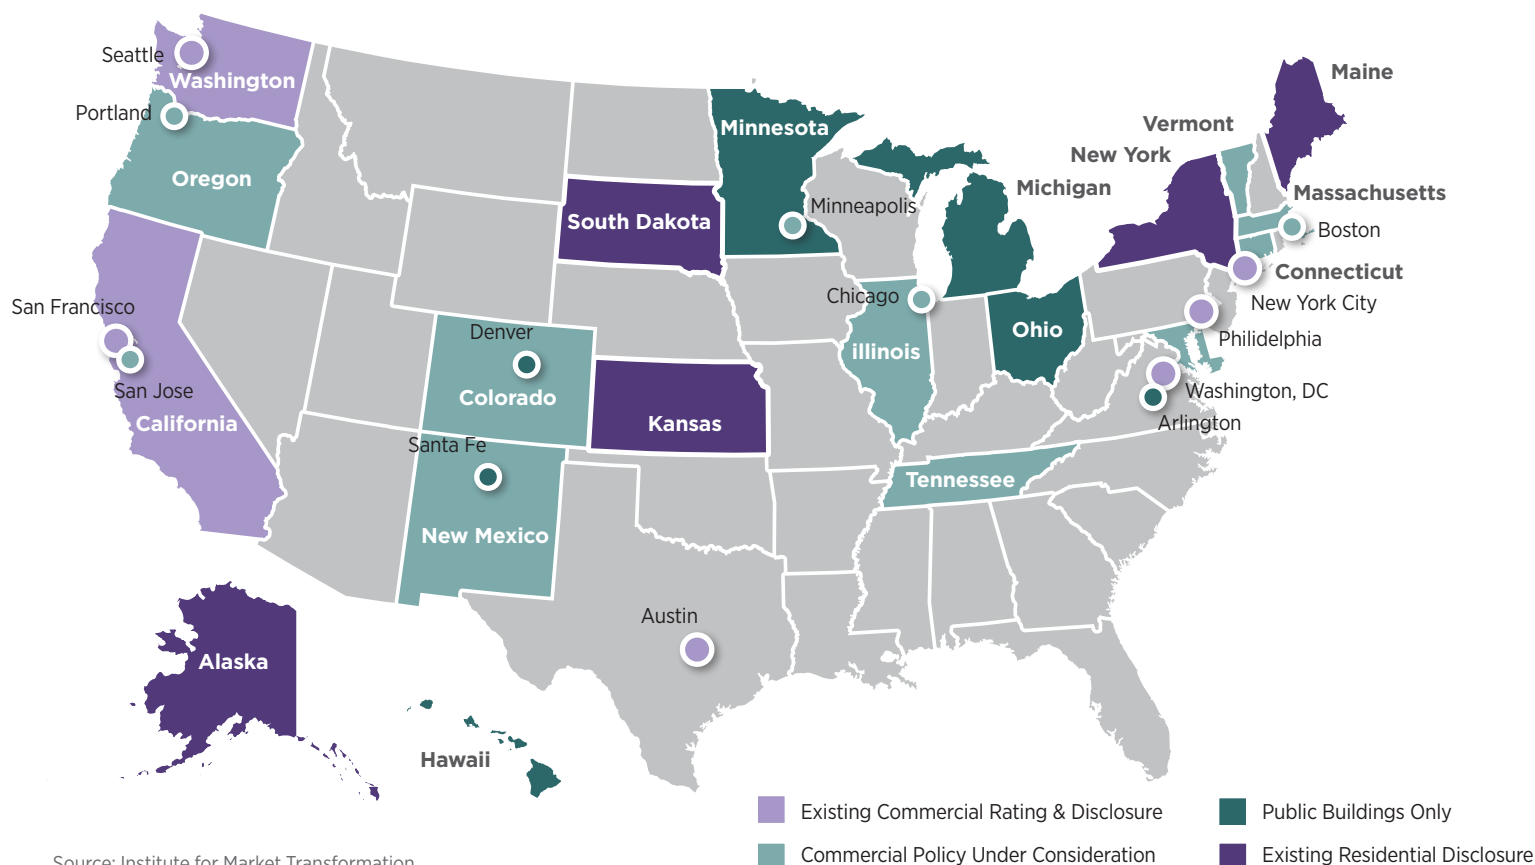 Maine
Seattle
Washington
Portland
Vermont
Minnesota
New York
Oregon
Michigan
Massachusetts
South Dakota
Minneapolis
Boston
Connecticut
San Francisco
Chicago
New York City
Denver
Ohio
Philidelphia
illinois
San Jose
Colorado
Washington, DC
California
Kansas
Arlington
Santa Fe
Tennessee
New Mexico
Austin
Alaska
Hawaii
Existing Commercial Rating & Disclosure
Public Buildings Only
Commercial Policy Under Consideration
Existing Residential Disclosure
Source: Institute for Market Transformation